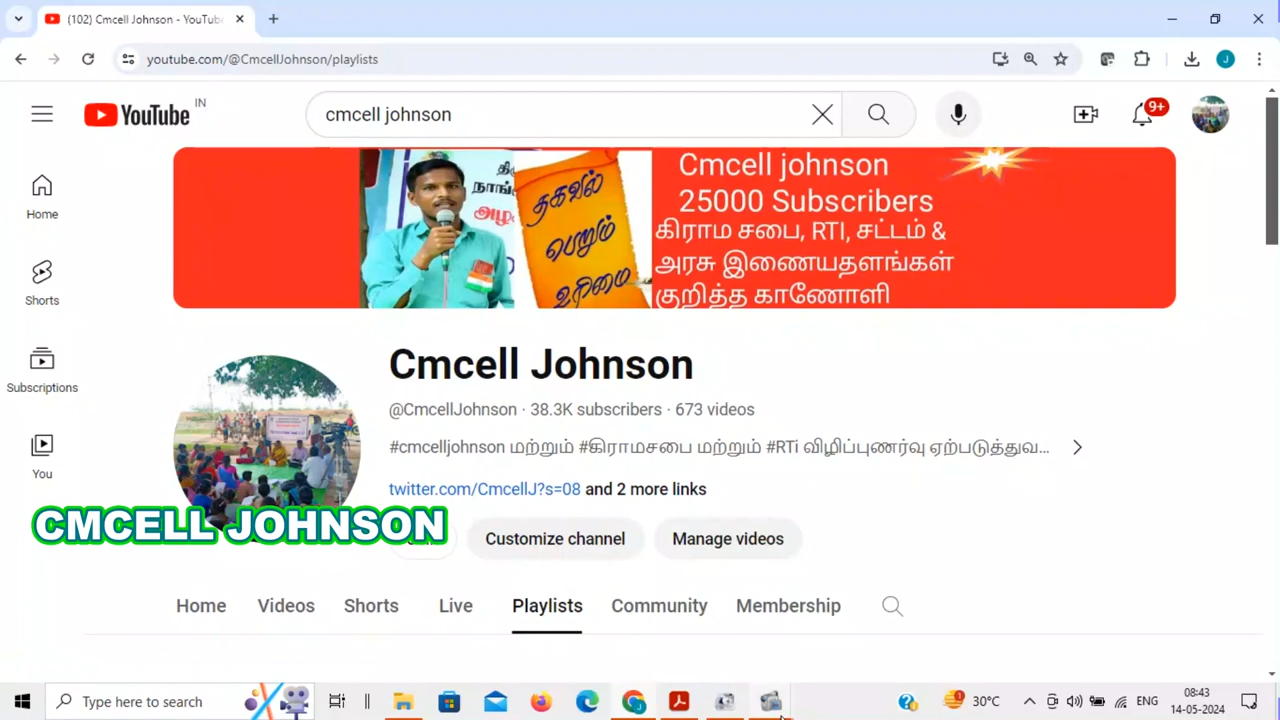 (102) Cmcell Johnson - YouTube
youtube.com/@CmcellJohnson/playlists
YouTube IN
cmcell johnson
9+
Home
Shorts
Subscriptions
You
தகவல்
பெறும்
உரிமை
Cmcell johnson
25000 Subscribers
கிராம சபை, RTI, சட்டம் &
அரசு இணையதளங்கள்
குறித்த காணோளி
Cmcell Johnson
@CmcellJohnson · 38.3K subscribers · 673 videos
#cmcelljohnson மற்றும் #கிராமசபை மற்றும் #RTi விழிப்புணர்வு ஏற்படுத்துவ...
twitter.com/CmcellJ?s=08 and 2 more links
CMCELL JOHNSON
Customize channel
Manage videos
Home
Videos
Shorts
Live
Playlists
Community
Membership
Type here to search
1
30°C
ENG
08:43
14-05-2024